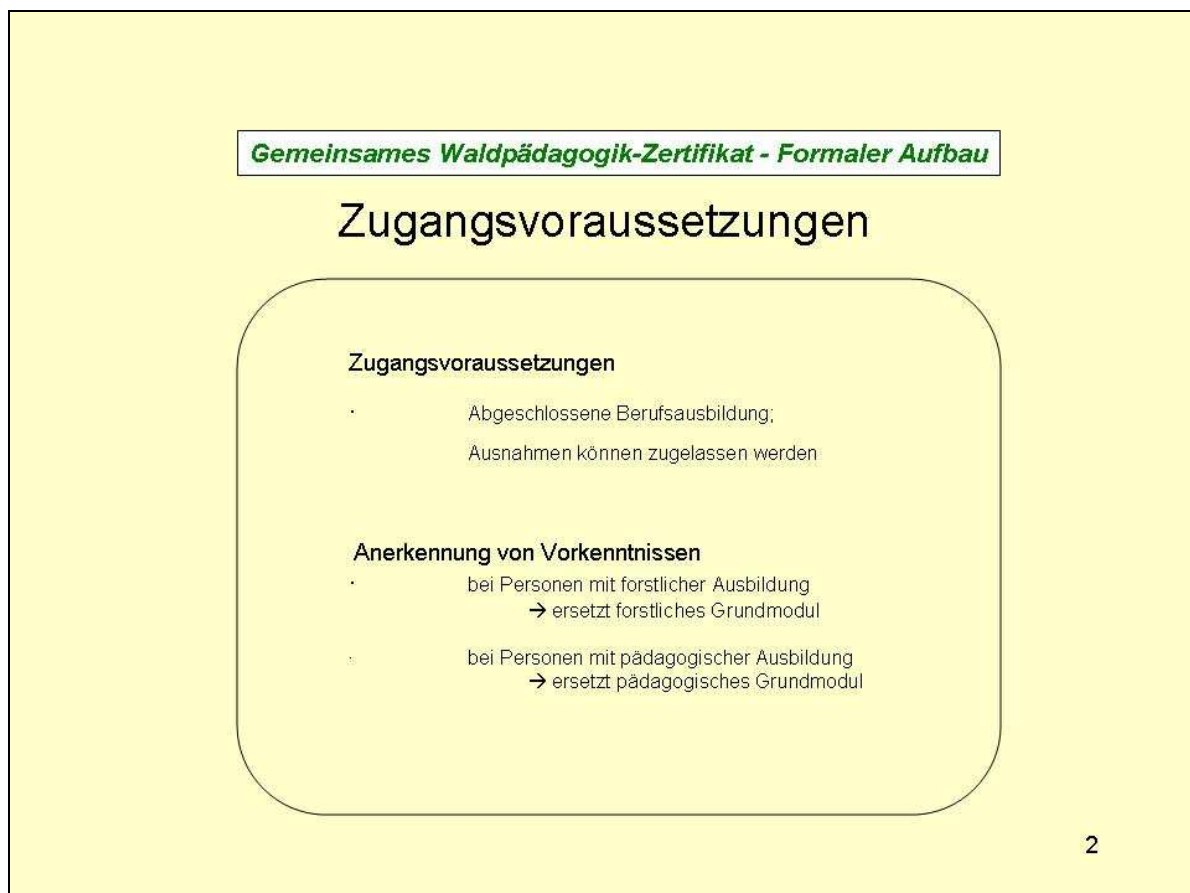 Gemeinsames Waldpädagogik-Zertifikat - Formaler Aufbau
Zugangsvoraussetzungen
Zugangsvoraussetzungen
· Abgeschlossene Berufsausbildung;
Ausnahmen können zugelassen werden
Anerkennung von Vorkenntnissen
· bei Personen mit forstlicher Ausbildung
→ ersetzt forstliches Grundmodul
· bei Personen mit pädagogischer Ausbildung
→ ersetzt pädagogisches Grundmodul
2